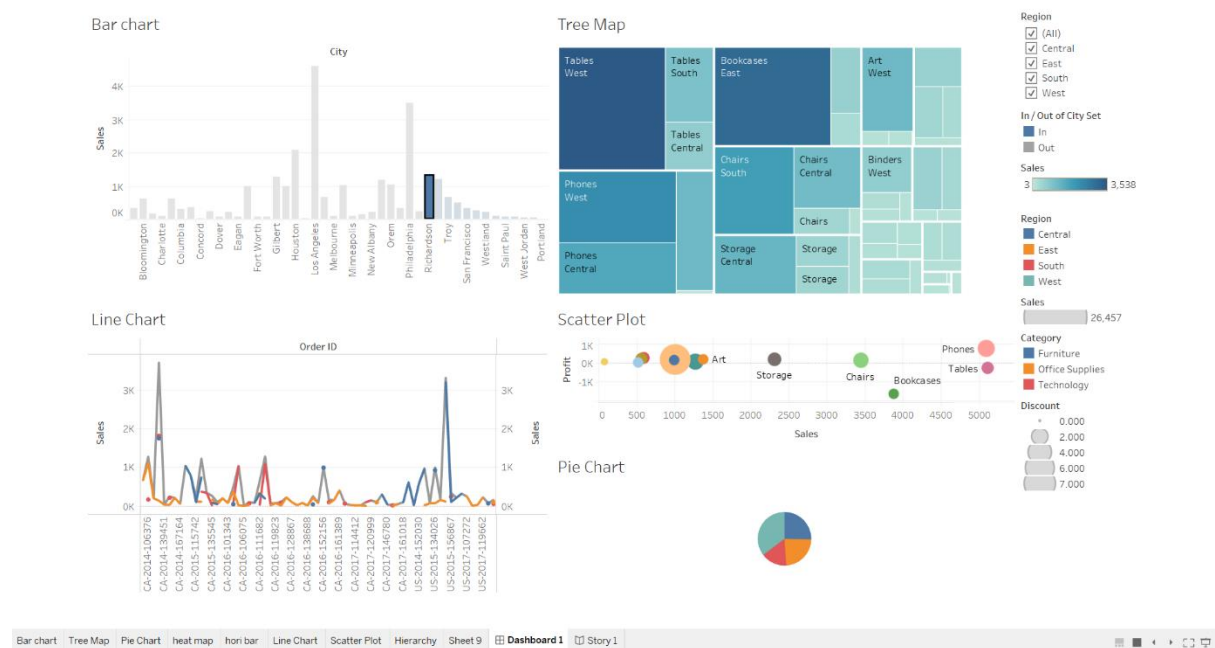 Bar chart
City
4K
3K
2K
1K
0K
Sales
Bloomington
Charlotte
Columbia
Concord
Dover
Eagan
Fort Worth
Gilbert
Houston
Los Angeles
Melbourne
Minneapolis
New Albany
Orem
Philadelphia
Richardson
Troy
San Francisco
Westland
Saint Paul
West Jordan
Portland
Tree Map
Tables
West
Tables
South
Tables
Central
Bookcases
East
Art
West
Phones
West
Phones
Central
Chairs
South
Chairs
Central
Chairs
Binders
West
Storage
Central
Storage
Storage
Region
(All)
Central
East
South
West
In / Out of City Set
In
Out
Sales
3 3,538
Region
Central
East
South
West
Sales
26,457
Category
Furniture
Office Supplies
Technology
Discount
0.000
2.000
4.000
6.000
7.000
Line Chart
Order ID
3K
2K
1K
0K
Sales
3K
2K
1K
0K
Sales
CA-2014-106376
CA-2014-139451
CA-2014-167164
CA-2015-115742
CA-2015-135545
CA-2016-101343
CA-2016-106075
CA-2016-111682
CA-2016-119823
CA-2016-128867
CA-2016-138688
CA-2016-152156
CA-2016-161389
CA-2017-114412
CA-2017-120999
CA-2017-146780
CA-2017-161018
US-2014-152030
US-2015-134026
US-2015-156867
US-2017-107272
US-2017-119662
Scatter Plot
1K
0K
-1K
Profit
Art
Storage
Chairs
Bookcases
Phones
Tables
0 500 1000 1500 2000 2500 3000 3500 4000 4500 5000
Sales
Pie Chart
Bar chart Tree Map Pie Chart heat map hori bar Line Chart Scatter Plot Hierarchy Sheet 9 Dashboard 1 Story 1